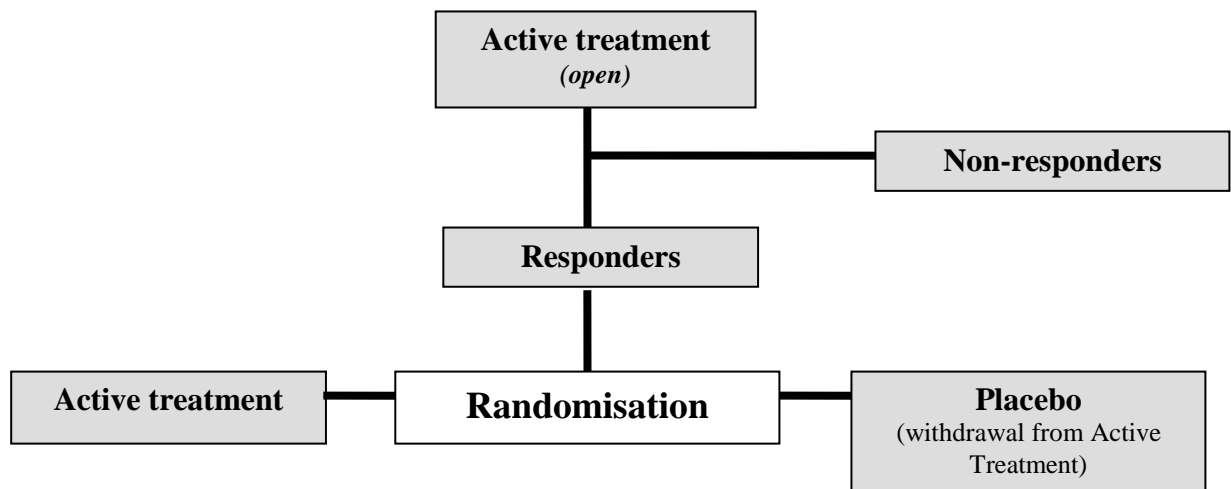 Active treatment
(open)
Non-responders
Responders
Active treatment
Randomisation
Placebo
(withdrawal from Active
Treatment)